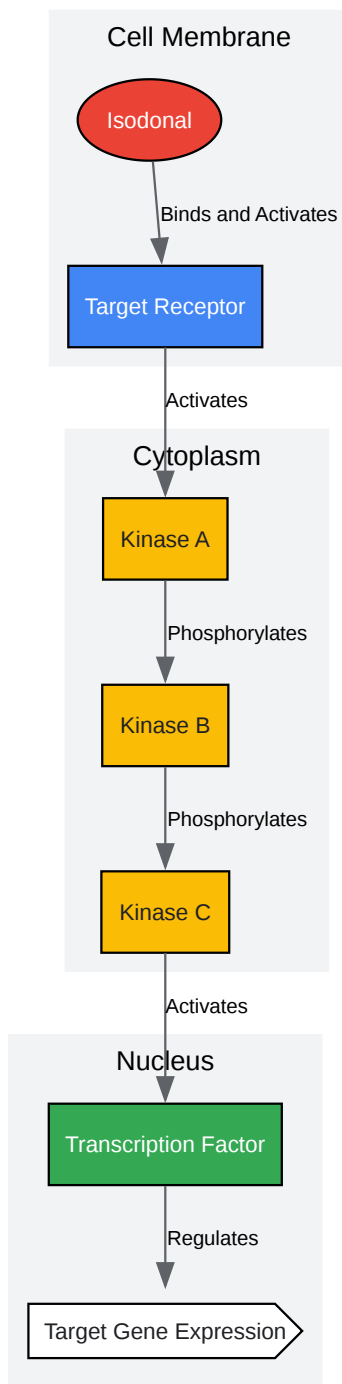 Cell Membrane
Isodonal
Binds and Activates
Target Receptor
Activates
Cytoplasm
Kinase A
Phosphorylates
Kinase B
Phosphorylates
Kinase C
Activates
Nucleus
Transcription Factor
Regulates
Target Gene Expression